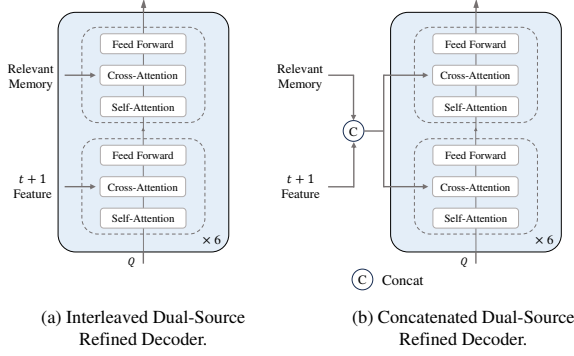 Feed Forward
Relevant
Memory
Cross-Attention
Self-Attention
Feed Forward
t + 1
Feature
Cross-Attention
Self-Attention
× 6
Q
(a) Interleaved Dual-Source
Refined Decoder.
Feed Forward
Relevant
Memory
Cross-Attention
Self-Attention
C
Feed Forward
t + 1
Feature
Cross-Attention
Self-Attention
× 6
Q
C Concat
(b) Concatenated Dual-Source
Refined Decoder.